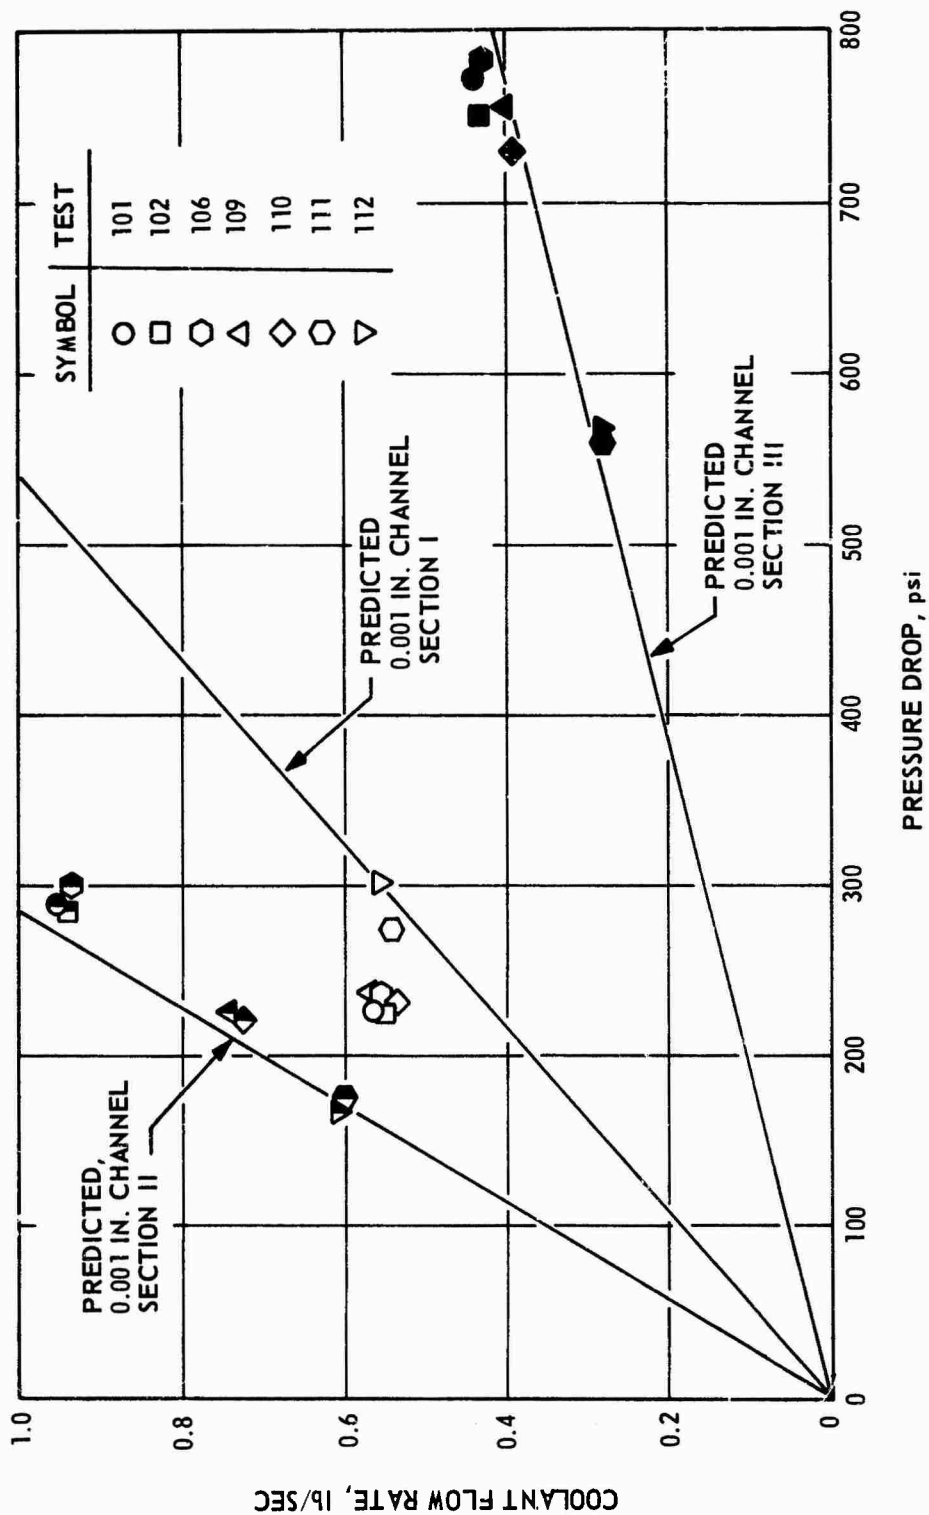 SYMBOL TEST
101
102
106
109
110
111
112
PREDICTED,
0.001 IN. CHANNEL
SECTION II
PREDICTED
0.001 IN. CHANNEL
SECTION I
PREDICTED
0.001 IN. CHANNEL
SECTION III
COOLANT FLOW RATE, lb/SEC
1.0
0.8
0.6
0.4
0.2
0
0 100 200 300 400 500 600 700 800
PRESSURE DROP, psi